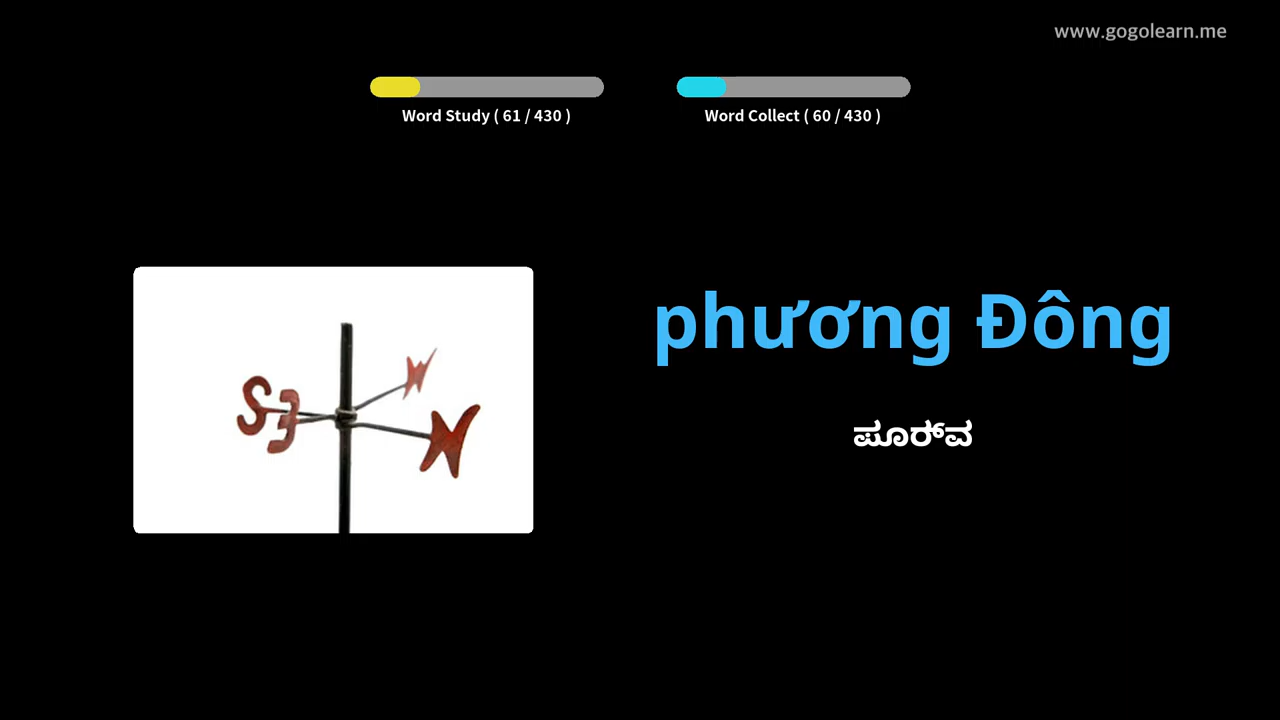 www.gogolearn.me
Word Study ( 61 / 430 )
Word Collect ( 60 / 430 )
phương Đông
ಪೂರ್‍ವ
S E N